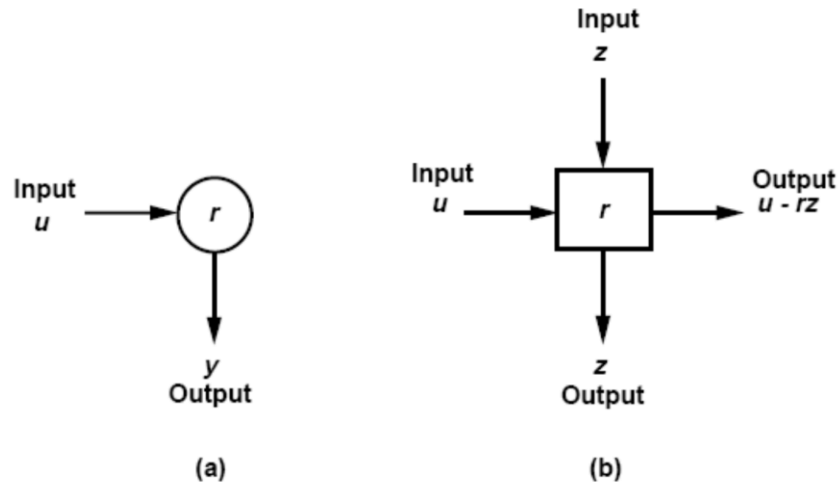 Input
u
r
y
Output
(a)
Input
z
Input
u
r
Output
u - rz
z
Output
(b)